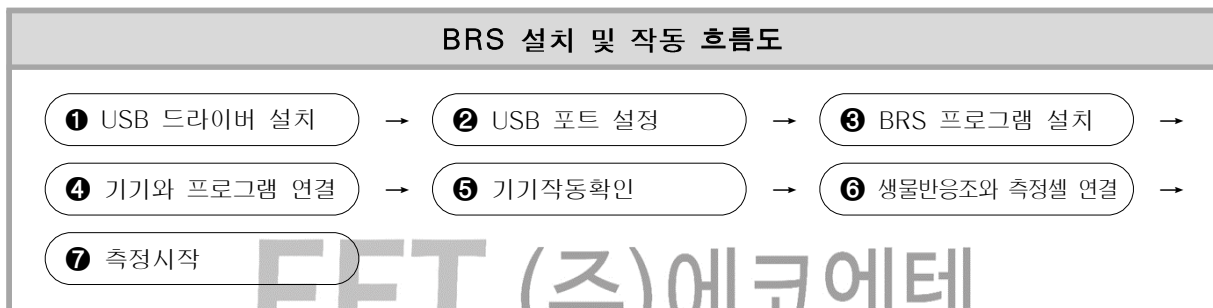 BRS 설치 및 작동 흐름도
❶ USB 드라이버 설치 → ❷ USB 포트 설정 → ❸ BRS 프로그램 설치 →
❹ 기기와 프로그램 연결 → ❺ 기기작동확인 → ❻ 생물반응조와 측정셀 연결 →
❼ 측정시작
EET (주)에코에테